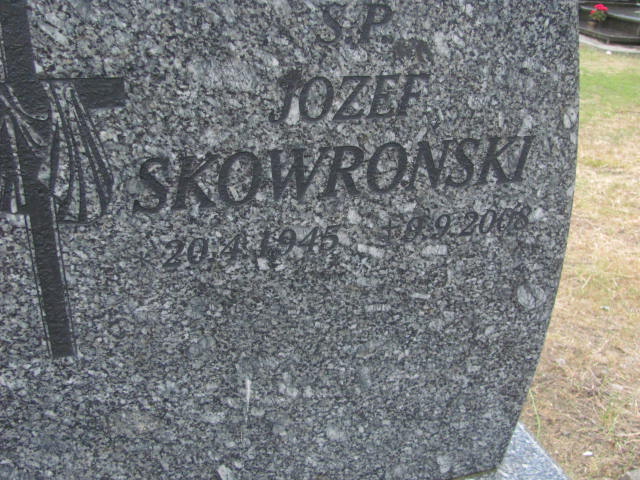 S.P.
JOZEF
SKOWRONSKI
* 20.4.1945 +9.9.2008